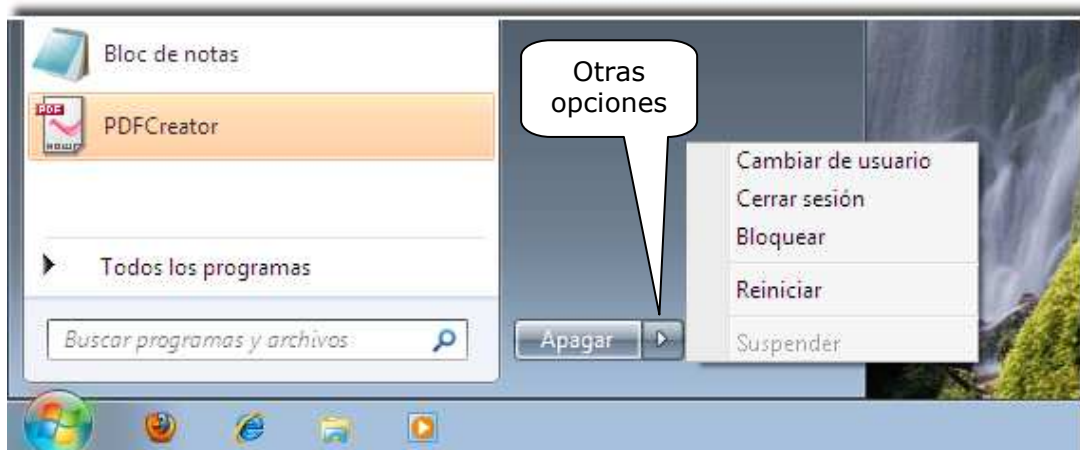 Bloc de notas
PDF
PDFCreator
Todos los programas
Buscar programas y archivos
Otras
opciones
Apagar
Cambiar de usuario
Cerrar sesión
Bloquear
Reiniciar
Suspender